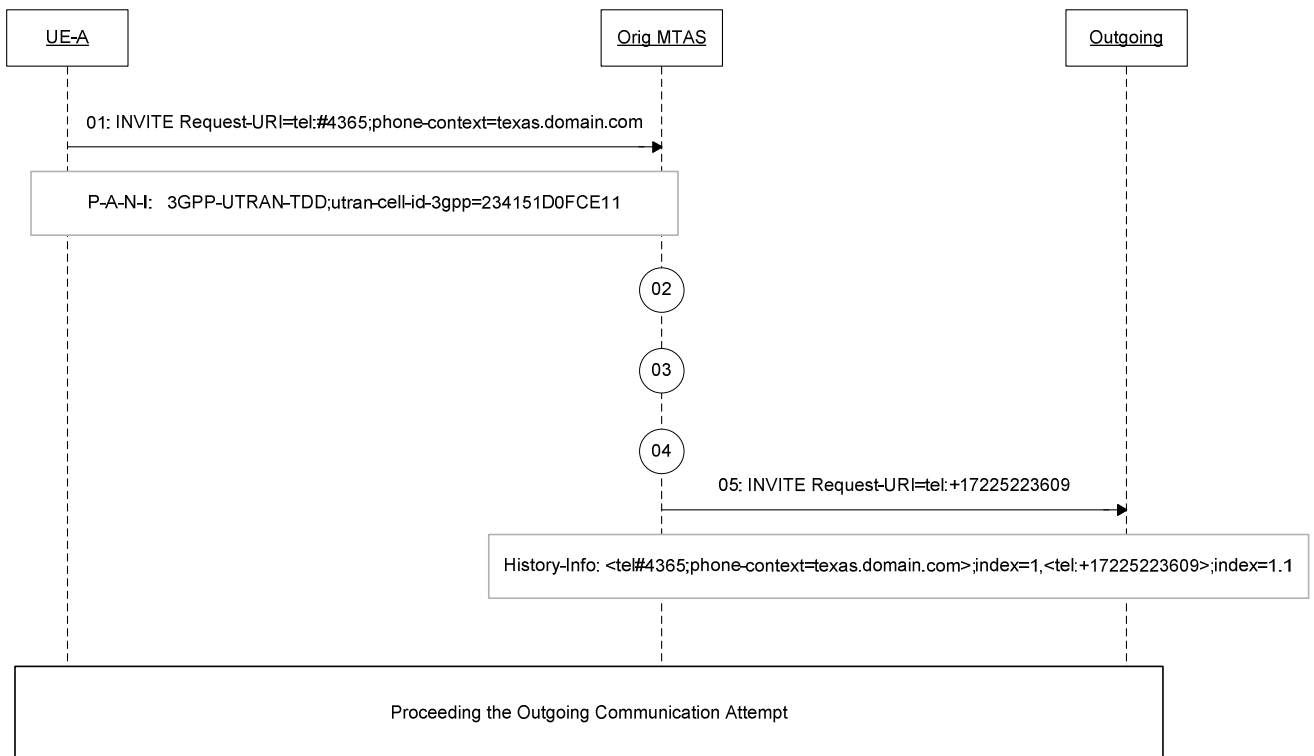 UE-A
Orig MTAS
Outgoing
01: INVITE Request-URI=tel:#4365;phone-context=texas.domain.com
P-A-N-I: 3GPP-UTRAN-TDD;utran-cell-id-3gpp=234151D0FCE11
02
03
04
05: INVITE Request-URI=tel:+17225223609
History-Info: <tel#4365;phone-context=texas.domain.com>;index=1,<tel:+17225223609>;index=1.1
Proceeding the Outgoing Communication Attempt